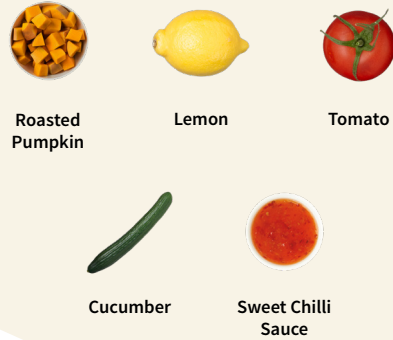 Roasted
Pumpkin
Lemon
Tomato
Cucumber
Sweet Chilli
Sauce